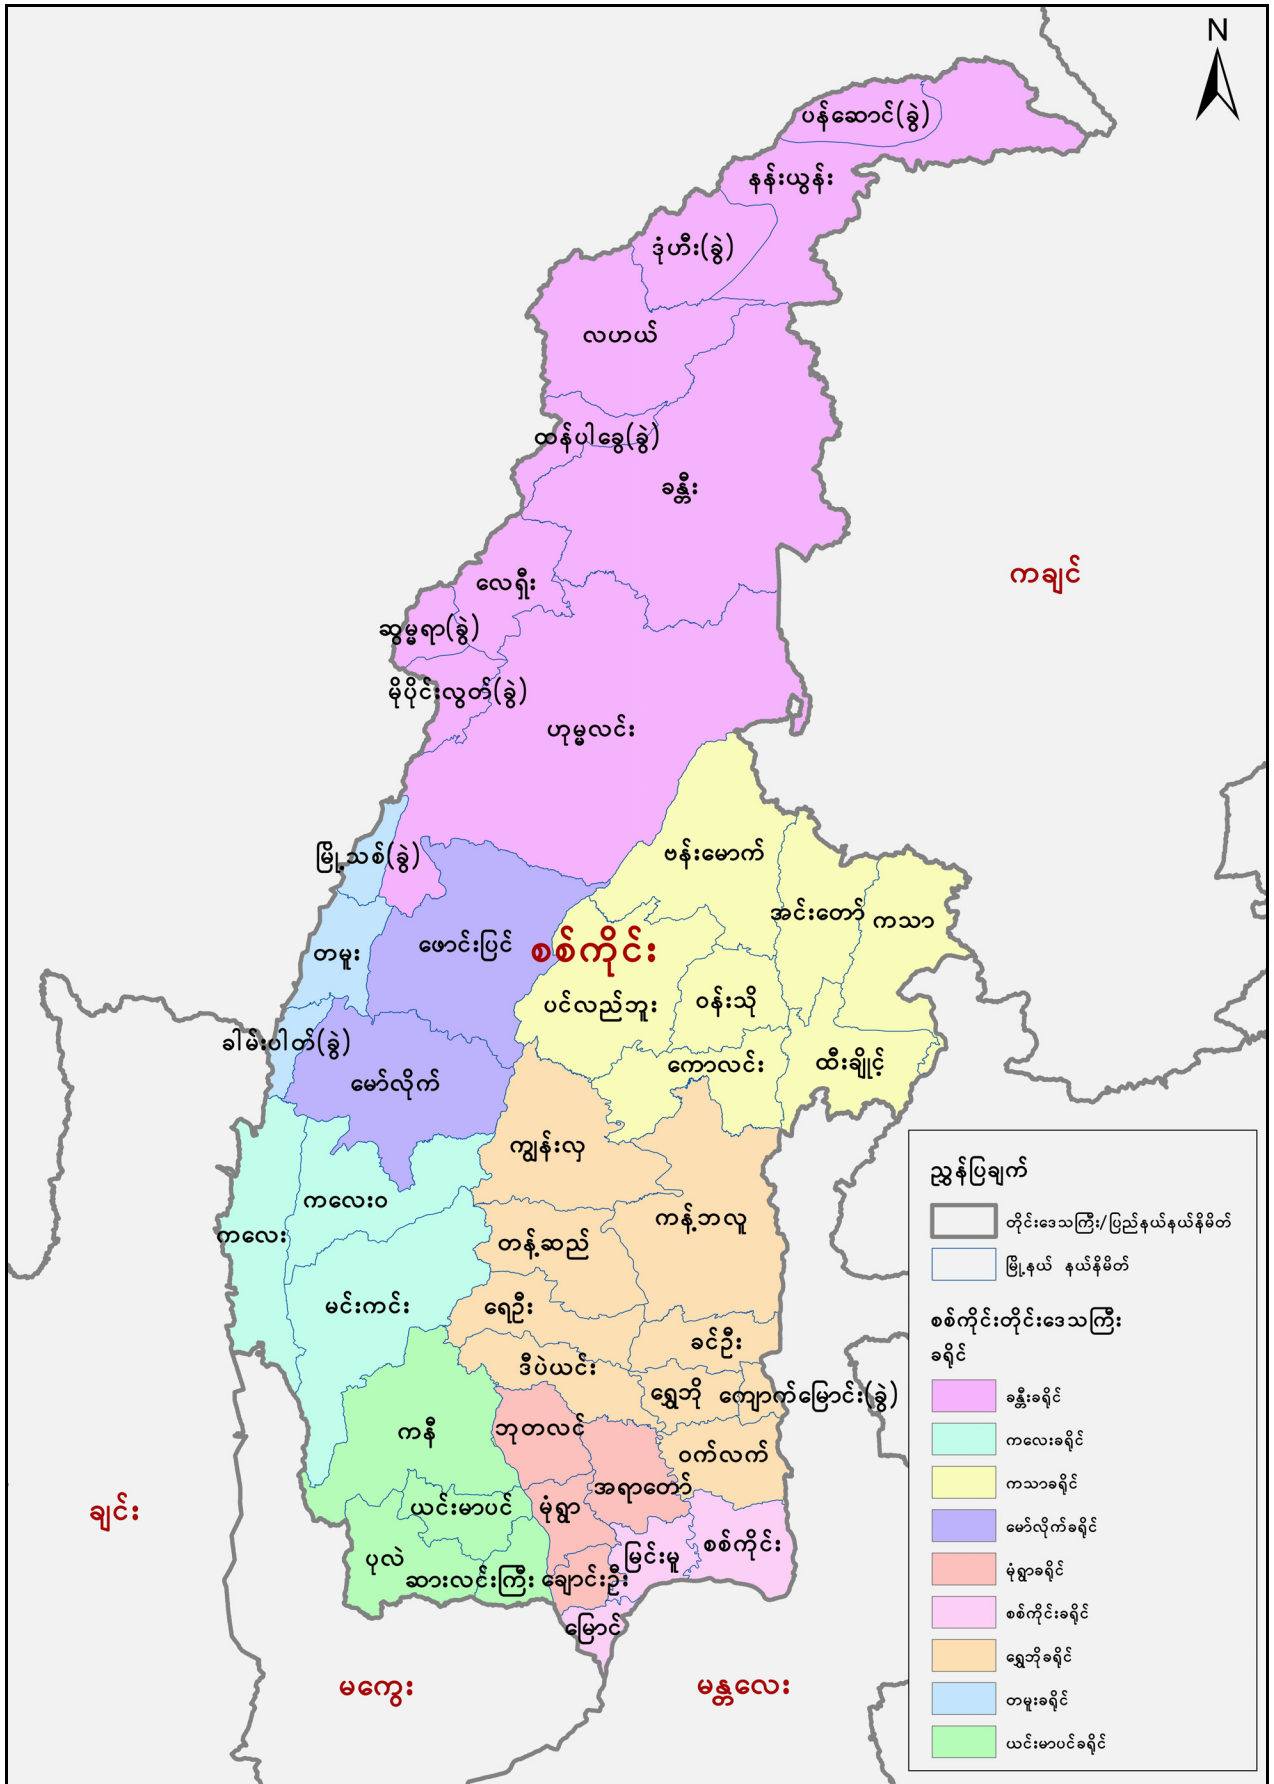 N
ပန်ဆောင်(ခွဲ)
နန်းယွန်း
ဒုံဟီး(ခွဲ)
လဟယ်
ထန်ပါခွေ(ခွဲ)
ခန္တီး
ကချင်
လေရှီး
ဆွမ္မရာ(ခွဲ)
မိုပိုင်းလွတ်(ခွဲ)
ဟုမ္မလင်း
ဗန်းမောက်
မြို့သစ်(ခွဲ)
အင်းတော်
ကသာ
ဖောင်းပြင်
စစ်ကိုင်း
တမူး
ပင်လည်ဘူး
ဝန်းသို
ခါမ်းပါတ်(ခွဲ)
ကောလင်း
ထီးချိုင့်
မော်လိုက်
ကျွန်းလှ
ကလေးဝ
ကန့်ဘလူ
ကလေး
တန့်ဆည်
မင်းကင်း
ရေဦး
ခင်ဦး
ဒီပဲယင်း
ရွှေဘို
ကျောက်မြောင်း(ခွဲ)
ကနီ
ဘုတလင်
ဝက်လက်
အရာတော်
ချင်း
ယင်းမာပင်
မုံရွာ
စစ်ကိုင်း
ပုလဲ
မြင်းမူ
ဆားလင်းကြီး
ချောင်းဦး
မြောင်
မကွေး
မန္တလေး
ညွှန်ပြချက်
တိုင်းဒေသကြီး/ပြည်နယ်နယ်နိမိတ်
မြို့နယ် နယ်နိမိတ်
စစ်ကိုင်းတိုင်းဒေသကြီး
ခရိုင်
ခန္တီးခရိုင်
ကလေးခရိုင်
ကသာခရိုင်
မော်လိုက်ခရိုင်
မုံရွာခရိုင်
စစ်ကိုင်းခရိုင်
ရွှေဘိုခရိုင်
တမူးခရိုင်
ယင်းမာပင်ခရိုင်